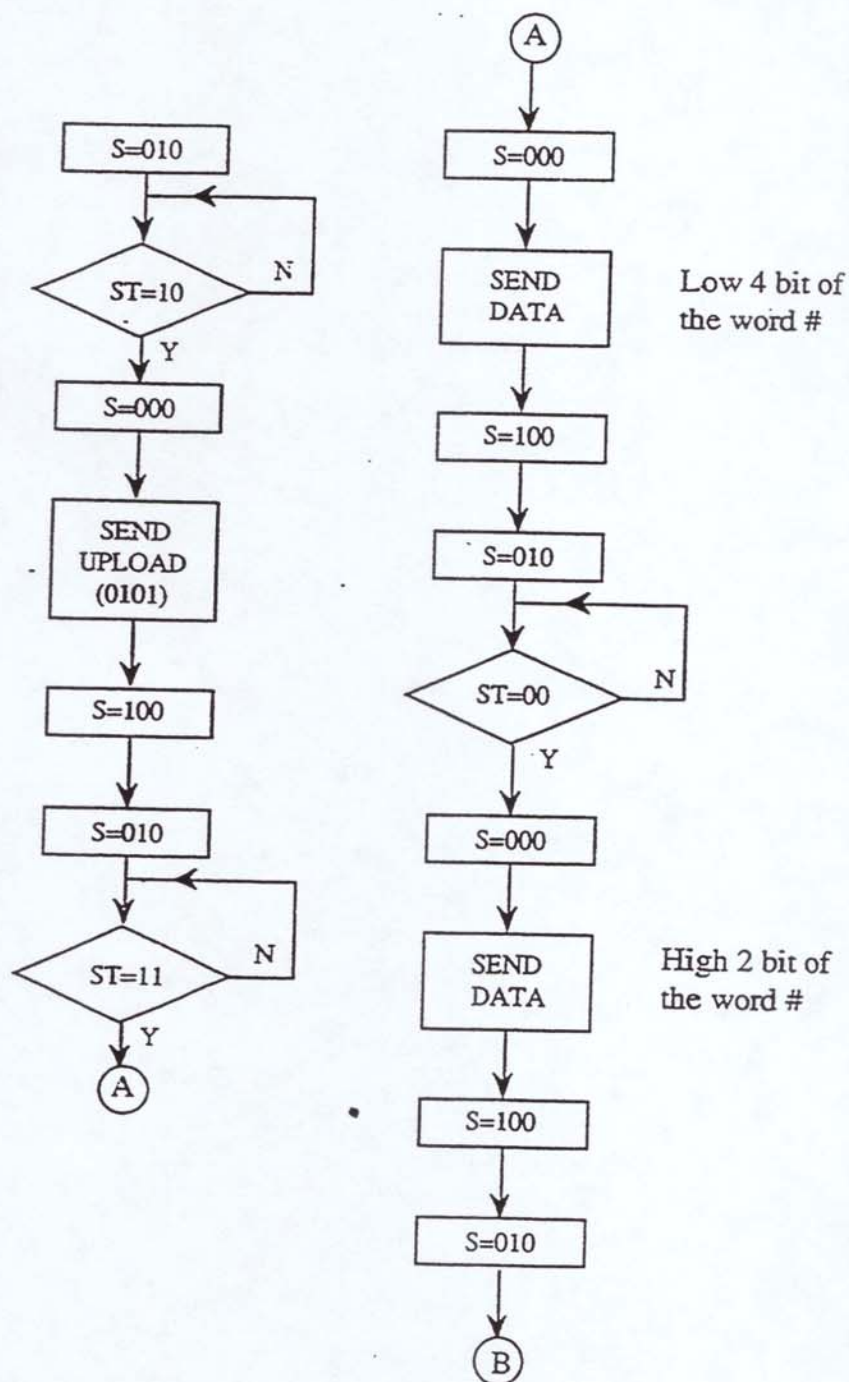 S=010
ST=10
N
Y
S=000
SEND
UPLOAD
(0101)
S=100
S=010
ST=11
N
Y
A
A
S=000
SEND
DATA
Low 4 bit of
the word #
S=100
S=010
ST=00
N
Y
S=000
SEND
DATA
High 2 bit of
the word #
S=100
S=010
B